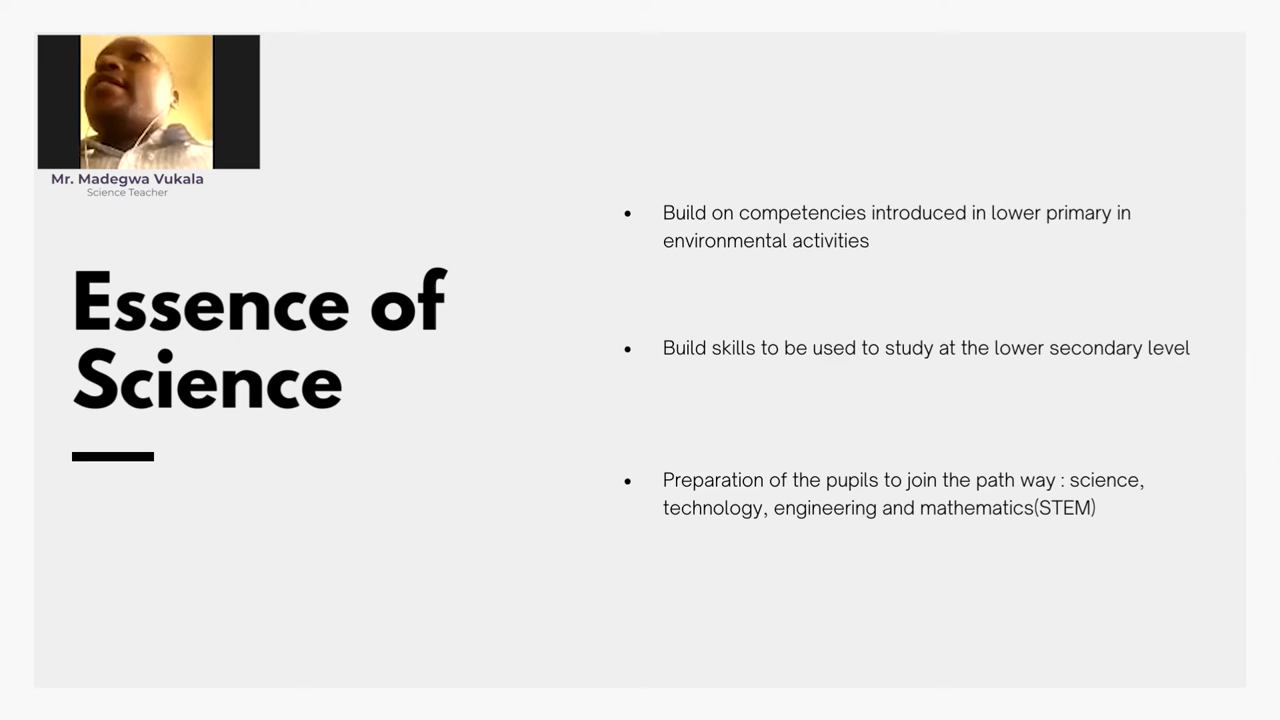 Mr. Madegwa Vukala
Science Teacher
Essence of
Science
• Build on competencies introduced in lower primary in
environmental activities
• Build skills to be used to study at the lower secondary level
• Preparation of the pupils to join the path way : science,
technology, engineering and mathematics(STEM)